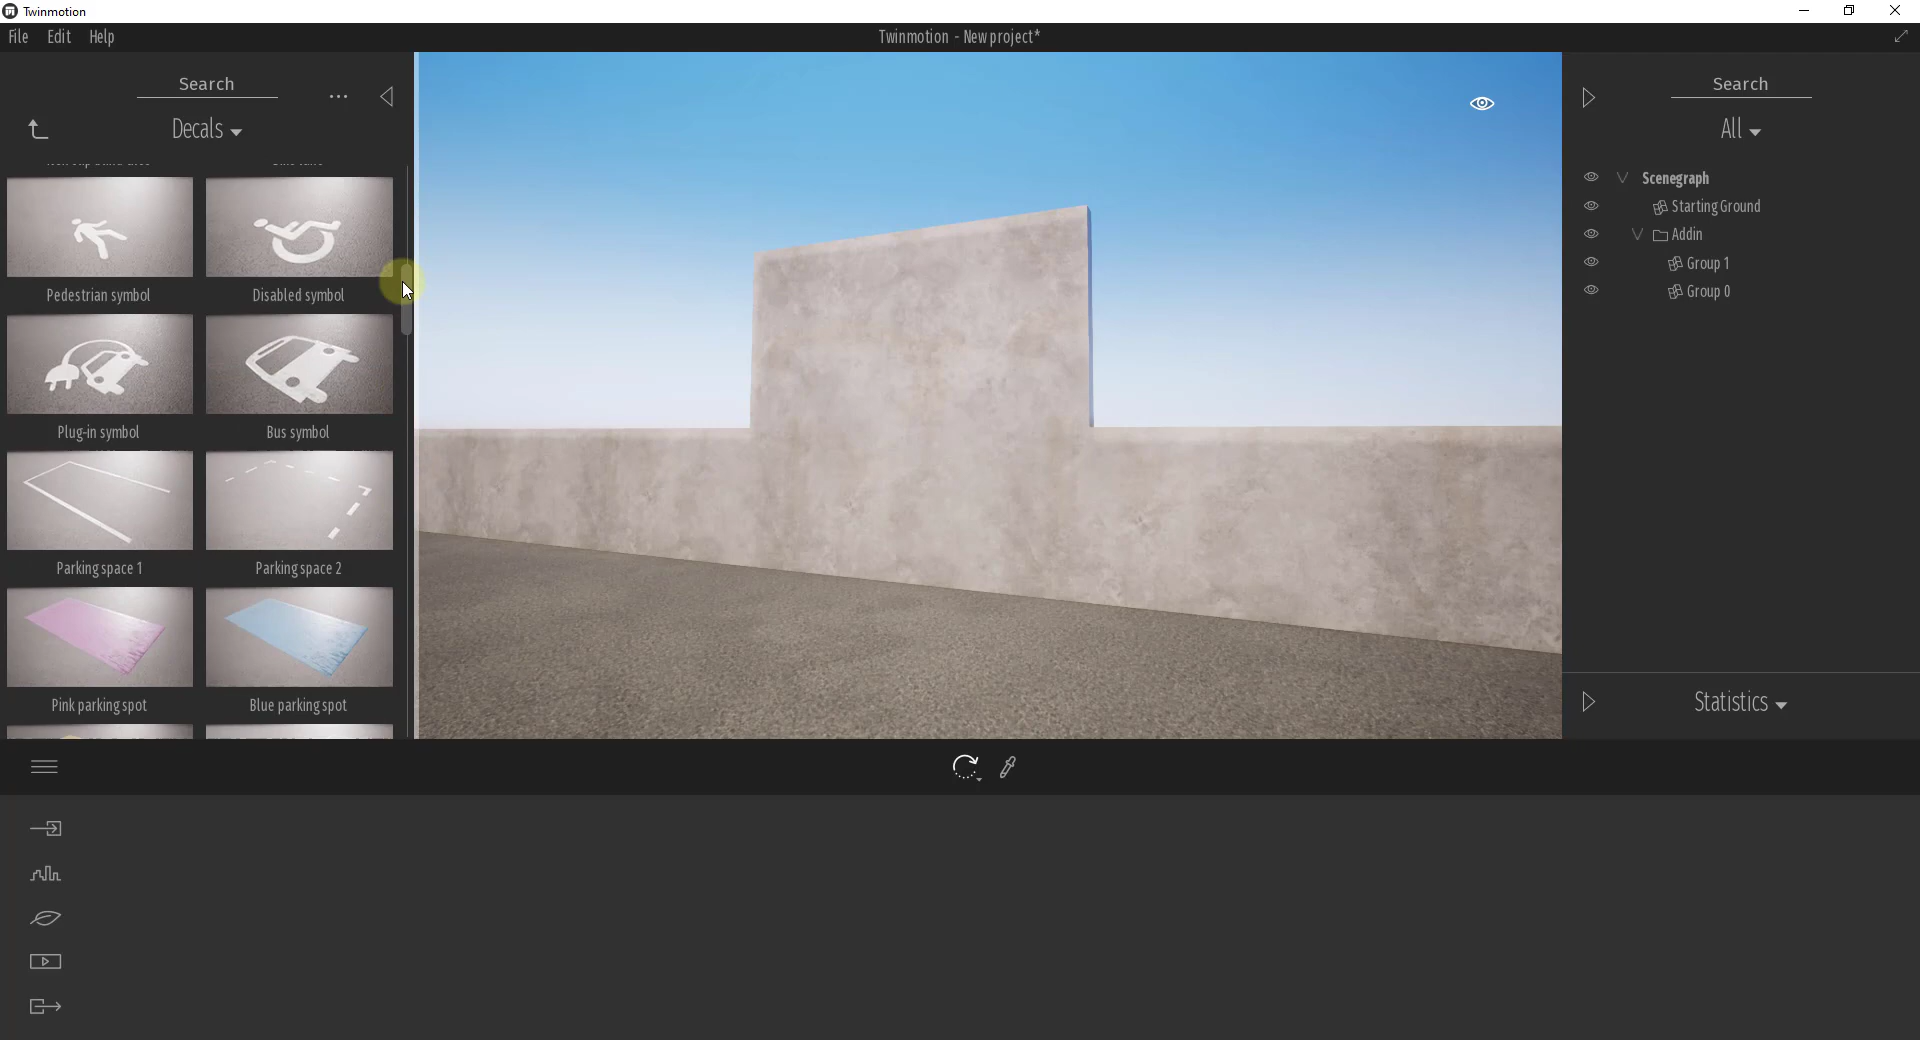 Twinmotion
File Edit Help
Twinmotion - New project*
Search
Decals
Pedestrian symbol
Disabled symbol
Plug-in symbol
Bus symbol
Parking space 1
Parking space 2
Pink parking spot
Blue parking spot
Search
All
Scenegraph
Starting Ground
Addin
Group 1
Group 0
Statistics